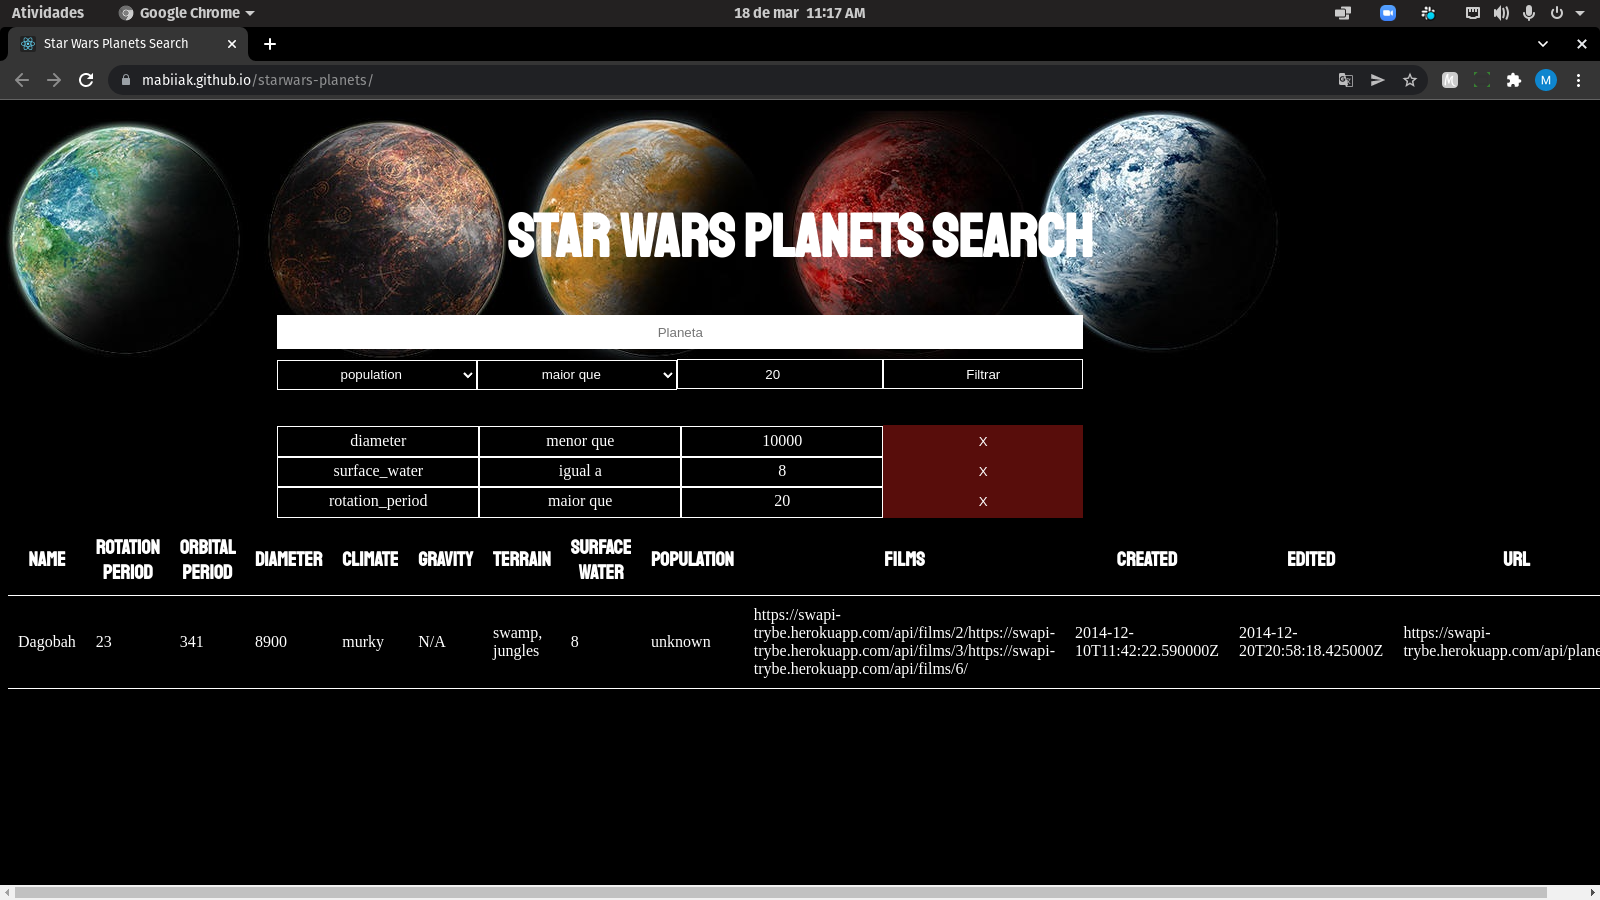 Atividades Google Chrome 18 de mar 11:17 AM
Star Wars Planets Search
mabiiak.github.io/starwars-planets/ M
STAR WARS PLANETS SEARCH
Planeta
population maior que 20 Filtrar
diameter menor que 10000 X
surface_water igual a 8 X
rotation_period maior que 20 X
NAME ROTATION PERIOD ORBITAL PERIOD DIAMETER CLIMATE GRAVITY TERRAIN SURFACE WATER POPULATION FILMS CREATED EDITED URL
Dagobah 23 341 8900 murky N/A swamp, jungles 8 unknown
https://swapi-
trybe.herokuapp.com/api/films/2/https://swapi-
trybe.herokuapp.com/api/films/3/https://swapi-
trybe.herokuapp.com/api/films/6/
2014-12-
10T11:42:22.590000Z
2014-12-
20T20:58:18.425000Z
https://swapi-
trybe.herokuapp.com/api/plane